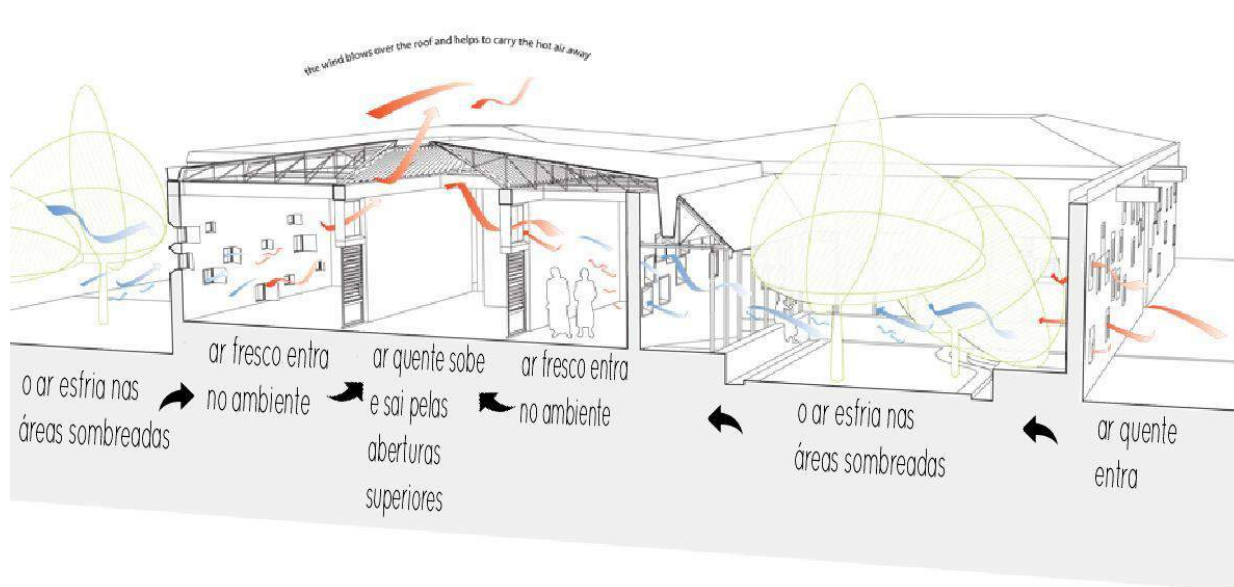 the wind blows over the roof and helps to carry the hot air away
o ar esfria nas
áreas sombreadas
ar fresco entra
no ambiente
ar quente sobe
e sai pelas
aberturas
superiores
ar fresco entra
no ambiente
o ar esfria nas
áreas sombreadas
ar quente
entra